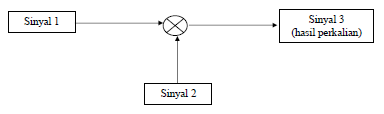 Sinyal 1
Sinyal 3
(hasil perkalian)
Sinyal 2